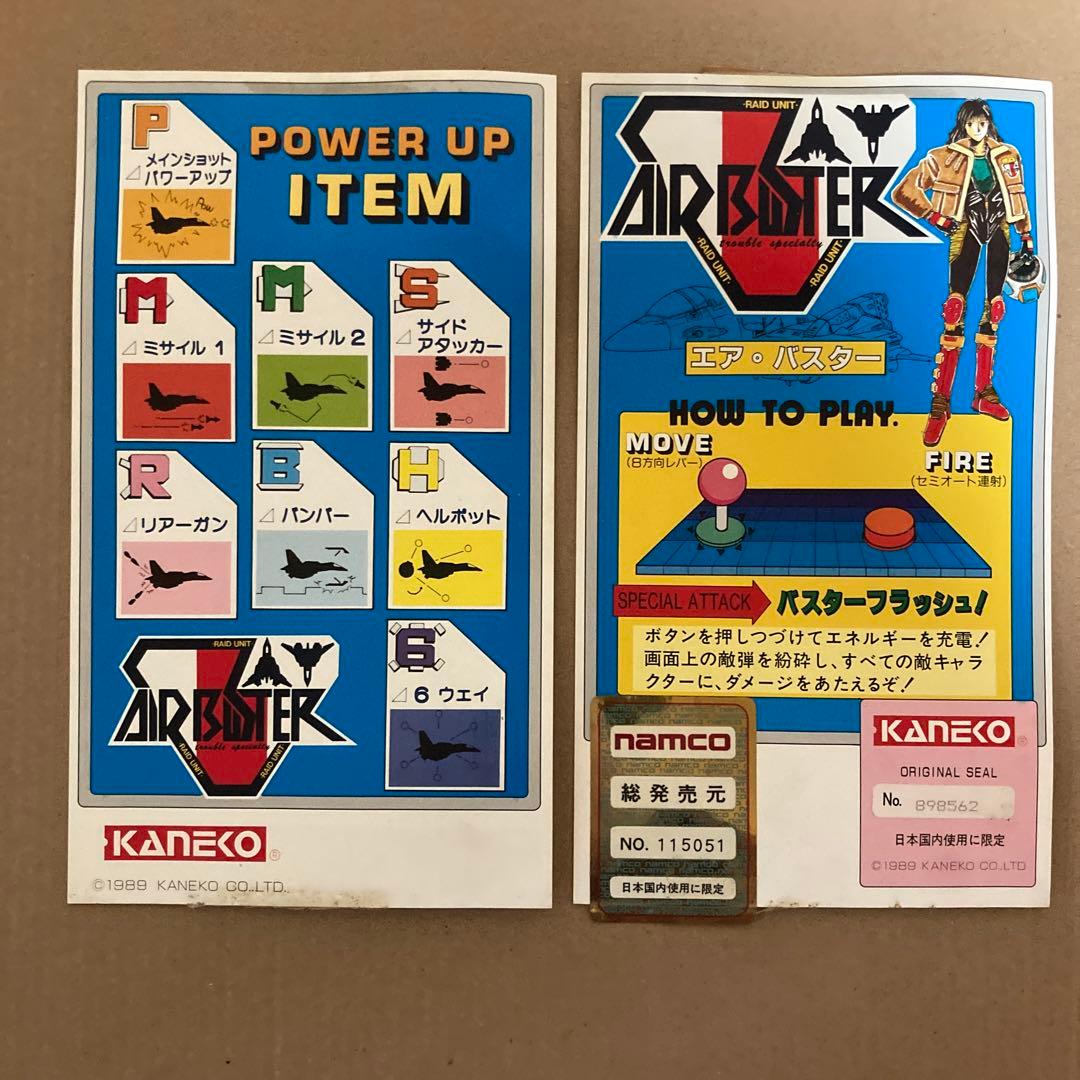 P
メインショット
パワーアップ
POW
POWER UP
ITEM
M
ミサイル 1
M
ミサイル 2
S
サイド
アタッカー
R
リアーガン
B
バンパー
H
ヘルポット
6
6 ウェイ
·RAID UNIT·
AIR BUSTER
trouble specialty
·RAID UNIT·
·RAID UNIT·
KANEKO®
©1989 KANEKO CO.,LTD.
·RAID UNIT·
AIR BUSTER
trouble specialty
·RAID UNIT·
·RAID UNIT·
エア・バスター
HOW TO PLAY.
MOVE
(8方向レバー)
FIRE
(セミオート連射)
SPECIAL ATTACK
バスターフラッシュ!
ボタンを押しつづけてエネルギーを充電!
画面上の敵弾を紛砕し、すべての敵キャラ
クターに、ダメージをあたえるぞ!
namco
総発売元
NO. 115051
日本国内使用に限定
KANEKO®
ORIGINAL SEAL
No. 898562
日本国内使用に限定
©1989 KANEKO CO.,LTD